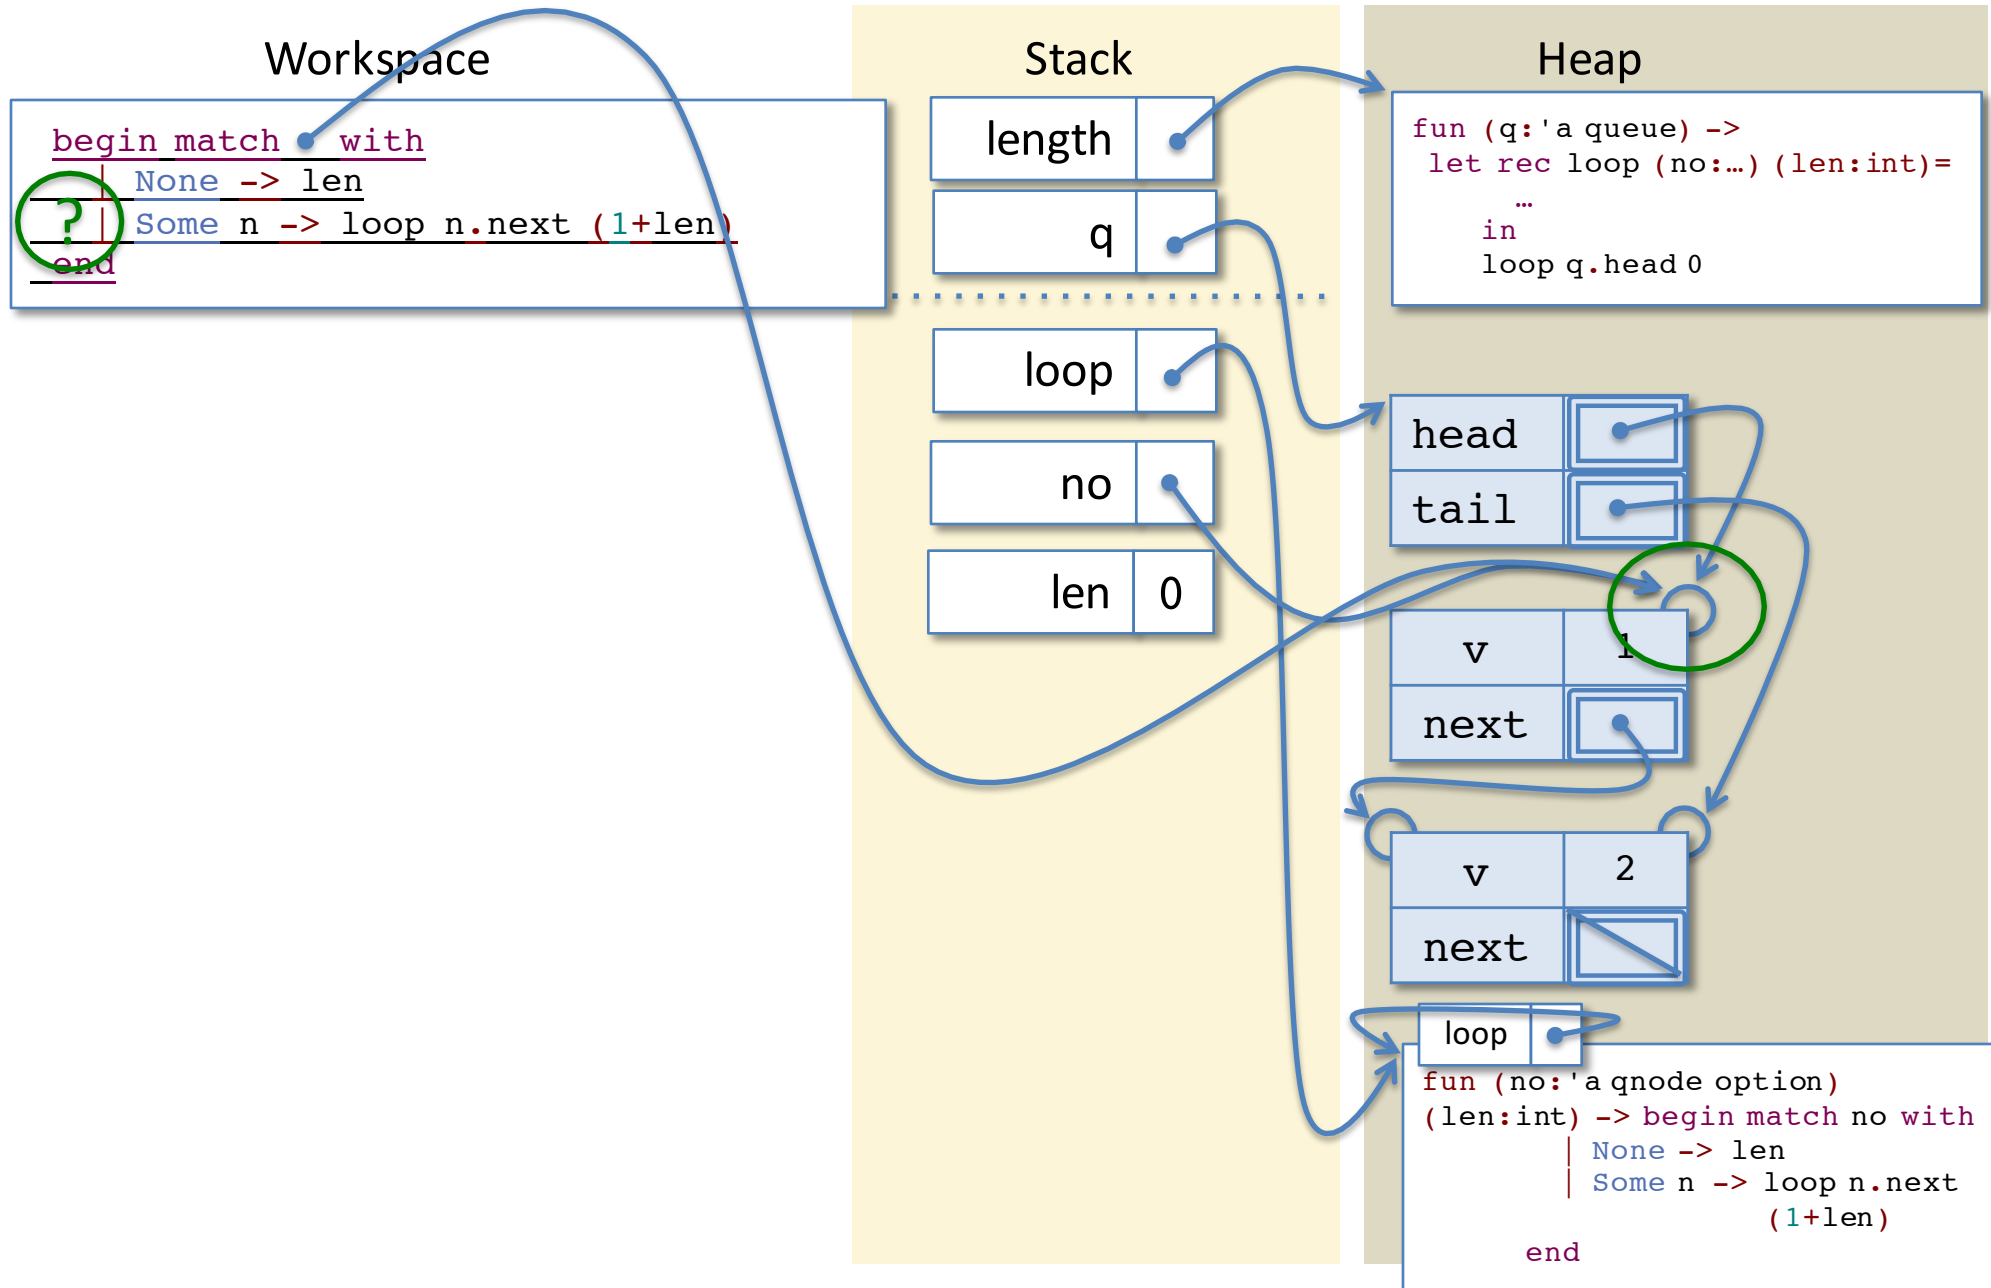 Workspace
begin match with
| None -> len
? | Some n -> loop n.next (1+len)
end
Stack
length
q
loop
no
len 0
Heap
fun (q:'a queue) ->
let rec loop (no:…) (len:int)=
…
in
loop q.head 0
head
tail
v 1
next
v 2
next
loop
fun (no:'a qnode option)
(len:int) -> begin match no with
| None -> len
| Some n -> loop n.next
(1+len)
end